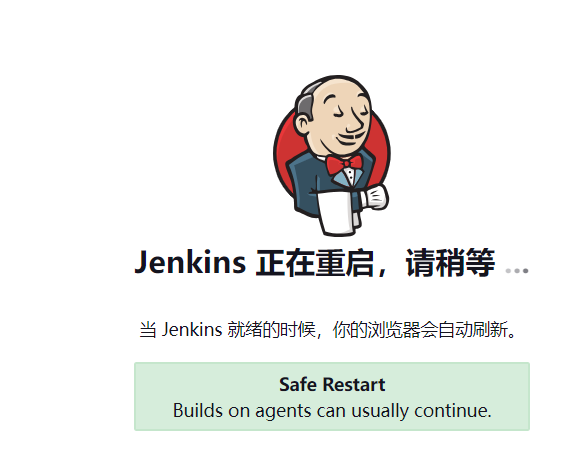 Jenkins 正在重启，请稍等 ...
当 Jenkins 就绪的时候，你的浏览器会自动刷新。
Safe Restart
Builds on agents can usually continue.